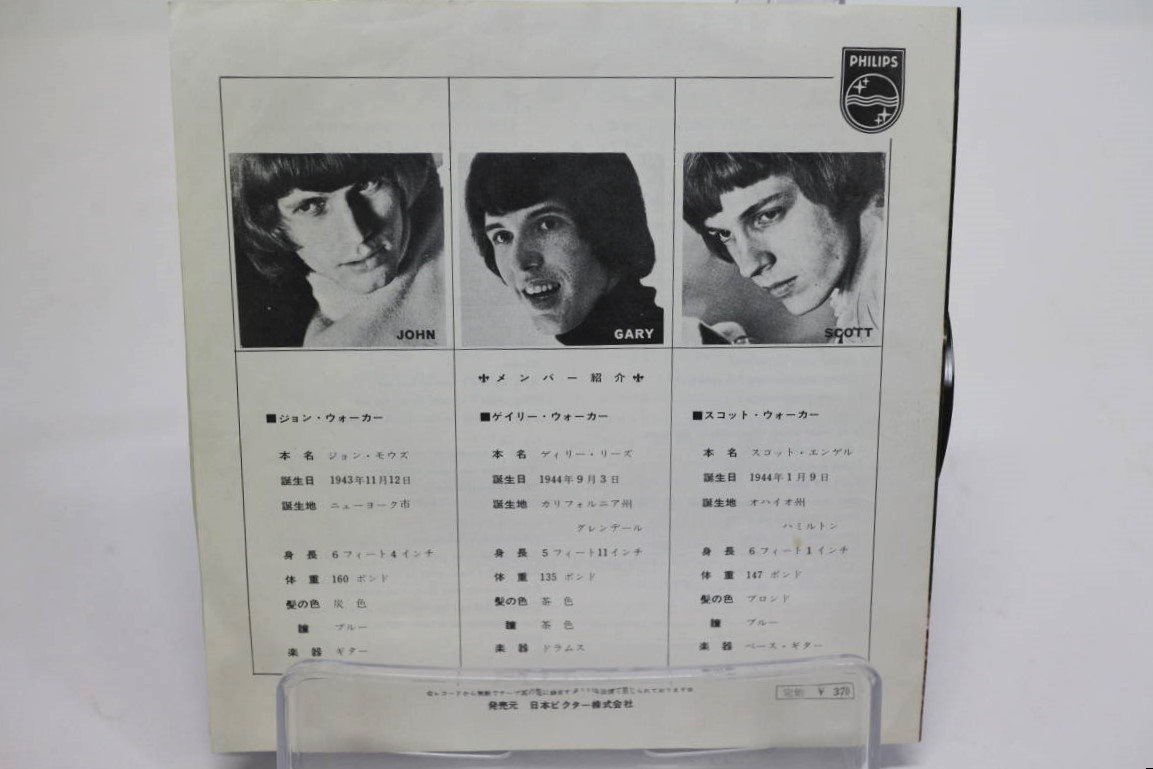 PHILIPS
JOHN
GARY
SCOTT
✢メンバー紹介✢
■ジョン・ウォーカー
本名 ジョン・モウズ
誕生日 1943年11月12日
誕生地 ニューヨーク市
身長 6フィート4インチ
体重 160ポンド
髪の色 炭色
瞳 ブルー
楽器 ギター
■ゲイリー・ウォーカー
本名 ディリー・リーズ
誕生日 1944年9月3日
誕生地 カリフォルニア州
グレンデール
身長 5フィート11インチ
体重 135ポンド
髪の色 茶色
瞳 茶色
楽器 ドラムス
■スコット・ウォーカー
本名 スコット・エンゲル
誕生日 1944年1月9日
誕生地 オハイオ州
ハミルトン
身長 6フィート1インチ
体重 147ポンド
髪の色 ブロンド
瞳 ブルー
楽器 ベース・ギター
発売元 日本ビクター株式会社
定価 ￥370